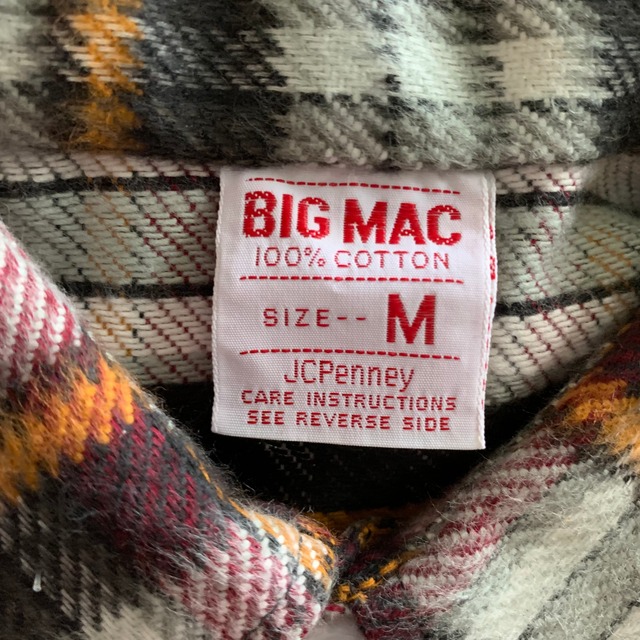 BIG MAC
100% COTTON
SIZE-- M
JCPenney
CARE INSTRUCTIONS
SEE REVERSE SIDE